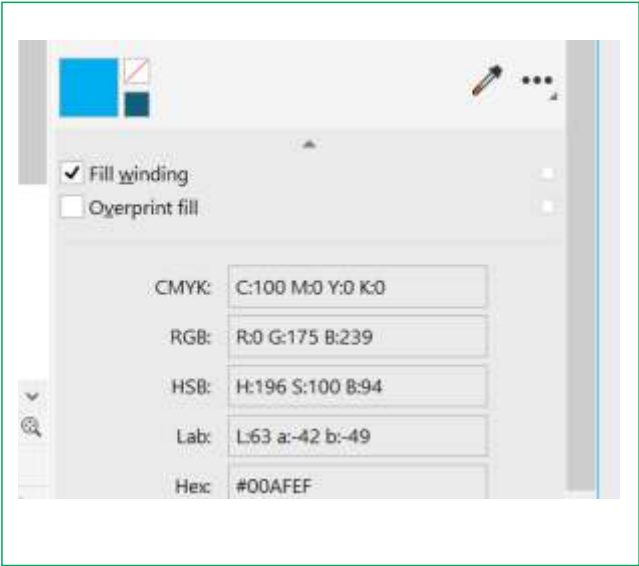 Fill winding
Overprint fill
CMYK: C:100 M:0 Y:0 K:0
RGB: R:0 G:175 B:239
HSB: H:196 S:100 B:94
Lab: L:63 a:-42 b:-49
Hex: #00AFEF